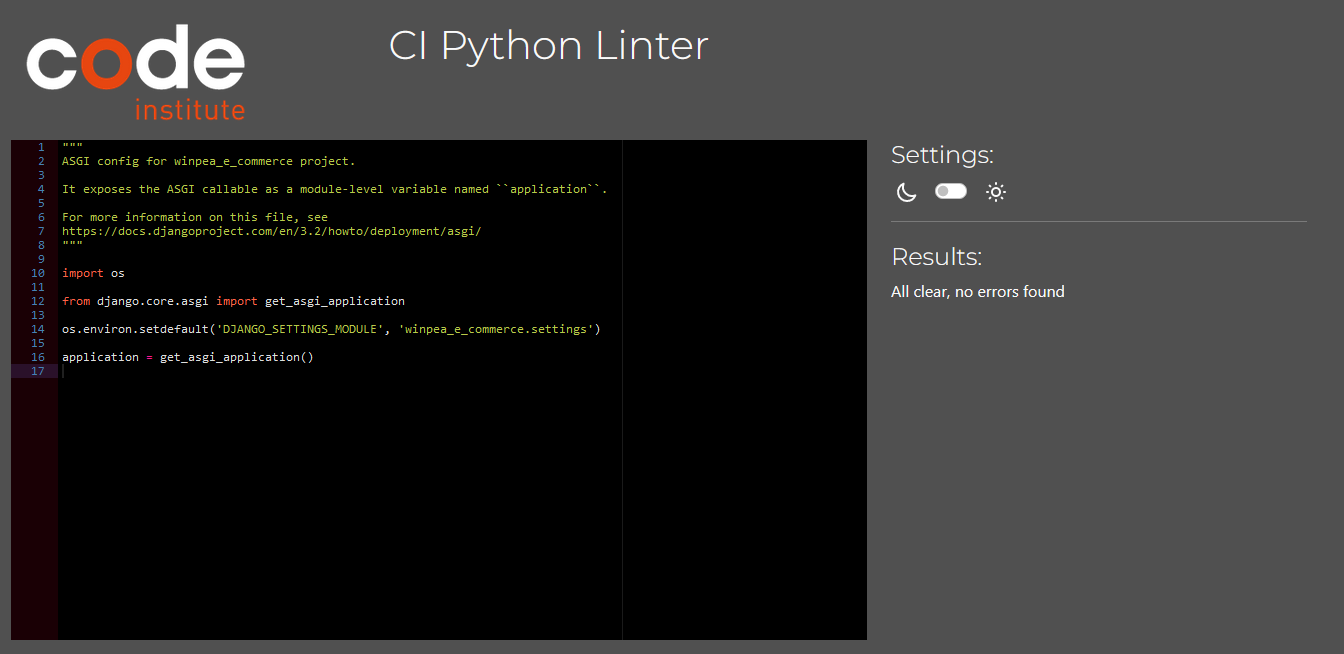 code
institute
CI Python Linter
1 """
2 ASGI config for winpea_e_commerce project.
3
4 It exposes the ASGI callable as a module-level variable named ``application``.
5
6 For more information on this file, see
7 https://docs.djangoproject.com/en/3.2/howto/deployment/asgi/
8 """
9
10 import os
11
12 from django.core.asgi import get_asgi_application
13
14 os.environ.setdefault('DJANGO_SETTINGS_MODULE', 'winpea_e_commerce.settings')
15
16 application = get_asgi_application()
17
Settings:
Results:
All clear, no errors found